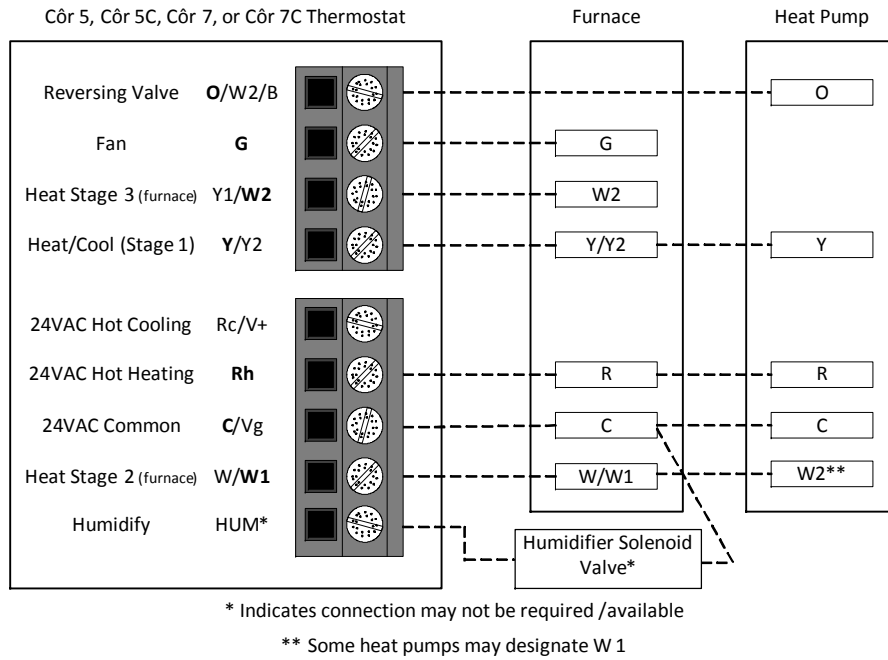 Côr 5, Côr 5C, Côr 7, or Côr 7C Thermostat Furnace Heat Pump
Reversing Valve O/W2/B O
Fan G G
Heat Stage 3 (furnace) Y1/W2 W2
Heat/Cool (Stage 1) Y/Y2 Y/Y2 Y
24VAC Hot Cooling Rc/V+
24VAC Hot Heating Rh R R
24VAC Common C/Vg C C
Heat Stage 2 (furnace) W/W1 W/W1 W2**
Humidify HUM*
Humidifier Solenoid
Valve*
* Indicates connection may not be required /available
** Some heat pumps may designate W 1